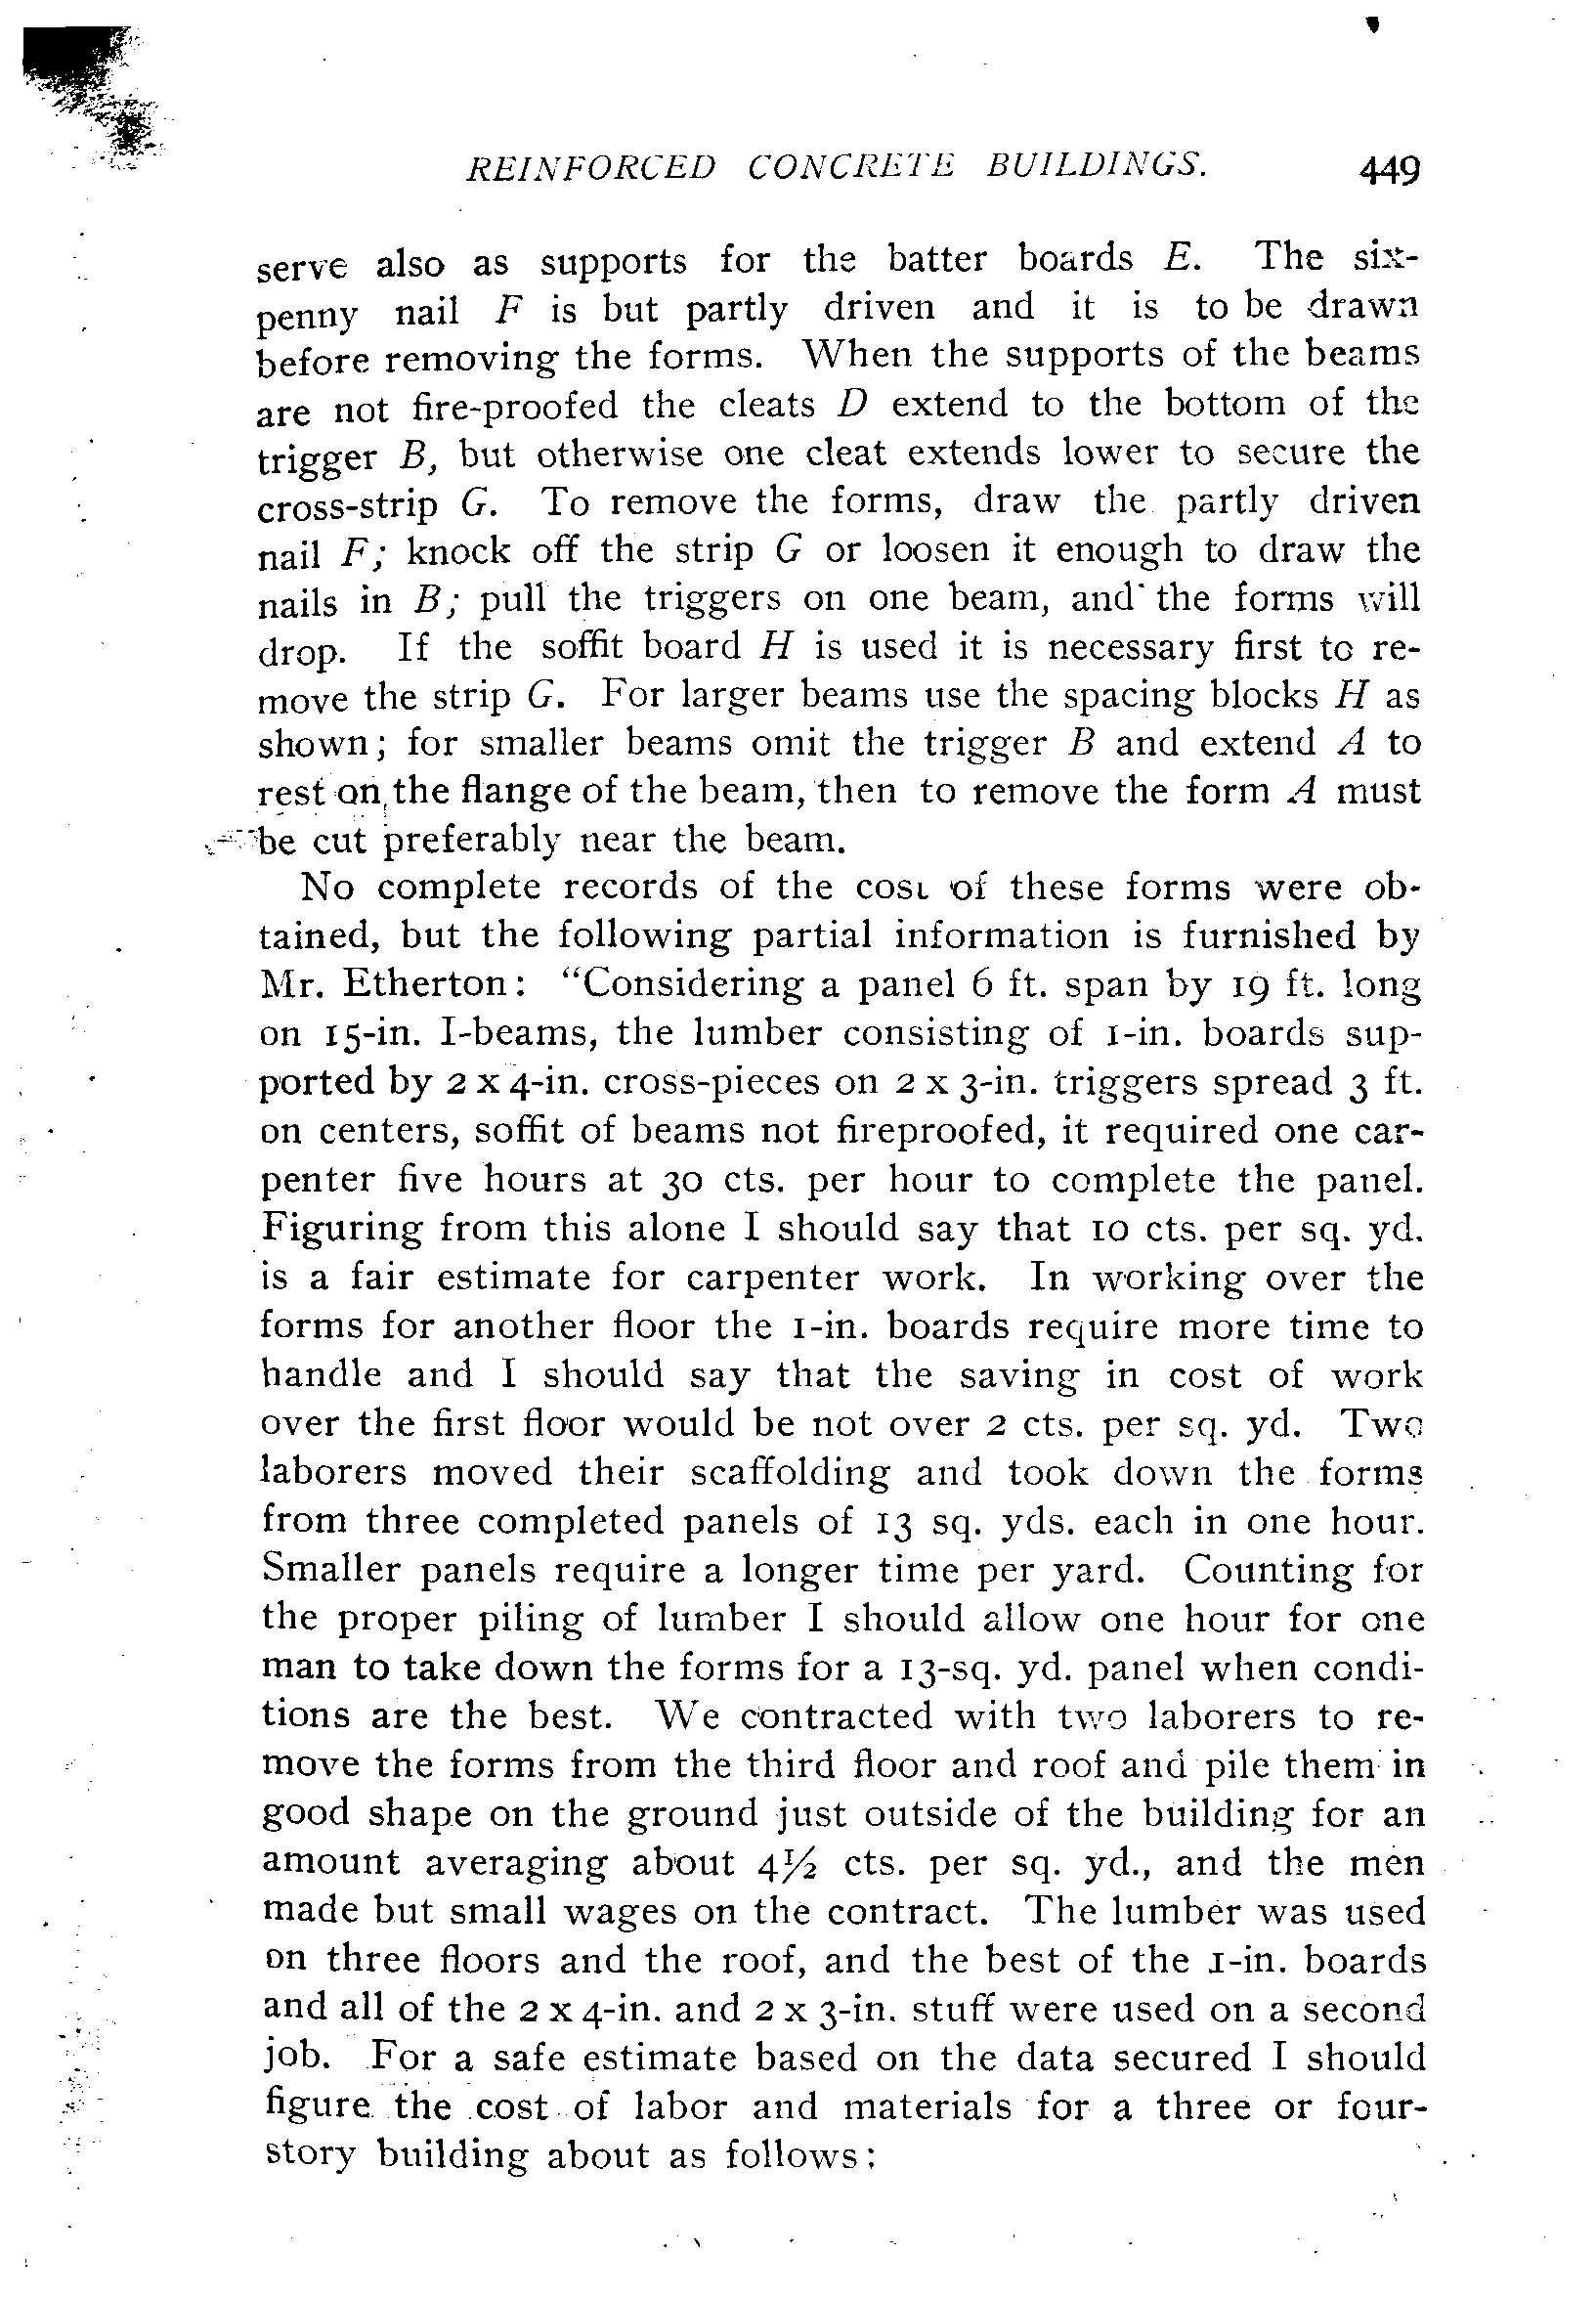 REINFORCED CONCRETE BUILDINGS. 449
serve also as supports for the batter boards E. The six-
penny nail F is but partly driven and it is to be drawn
before removing the forms. When the supports of the beams
are not fire-proofed the cleats D extend to the bottom of the
trigger B, but otherwise one cleat extends lower to secure the
cross-strip G. To remove the forms, draw the partly driven
nail F; knock off the strip G or loosen it enough to draw the
nails in B; pull the triggers on one beam, and the forms will
drop. If the soffit board H is used it is necessary first to re-
move the strip G. For larger beams use the spacing blocks H as
shown; for smaller beams omit the trigger B and extend A to
rest on the flange of the beam, then to remove the form A must
be cut preferably near the beam.
No complete records of the cost of these forms were ob-
tained, but the following partial information is furnished by
Mr. Etherton: "Considering a panel 6 ft. span by 19 ft. long
on 15-in. I-beams, the lumber consisting of 1-in. boards sup-
ported by 2 x 4-in. cross-pieces on 2 x 3-in. triggers spread 3 ft.
on centers, soffit of beams not fireproofed, it required one car-
penter five hours at 30 cts. per hour to complete the panel.
Figuring from this alone I should say that 10 cts. per sq. yd.
is a fair estimate for carpenter work. In working over the
forms for another floor the 1-in. boards require more time to
handle and I should say that the saving in cost of work
over the first floor would be not over 2 cts. per sq. yd. Two
laborers moved their scaffolding and took down the forms
from three completed panels of 13 sq. yds. each in one hour.
Smaller panels require a longer time per yard. Counting for
the proper piling of lumber I should allow one hour for one
man to take down the forms for a 13-sq. yd. panel when condi-
tions are the best. We contracted with two laborers to re-
move the forms from the third floor and roof and pile them in
good shape on the ground just outside of the building for an
amount averaging about 4½ cts. per sq. yd., and the men
made but small wages on the contract. The lumber was used
on three floors and the roof, and the best of the 1-in. boards
and all of the 2 x 4-in. and 2 x 3-in. stuff were used on a second
job. For a safe estimate based on the data secured I should
figure the cost of labor and materials for a three or four-
story building about as follows: